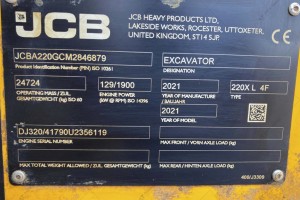 JCB
JCB HEAVY PRODUCTS LTD,
LAKESIDE WORKS, ROCESTER, UTTOXETER,
UNITED KINGDOM, ST14 5JP
JCBA220GCM2846879
Product Identification Number (PIN) ISO 10261
EXCAVATOR
DESIGNATION
24724
129/1900
2021
220X L 4F
OPERATING MASS / ZUL.
GESAMTGEWICHT (kg) ISO 6016
ENGINE POWER
(kW @ RPM) ISO 14396
YEAR OF MANUFACTURE
/ BAUJAHR
MODEL
2021
YEAR OF MODEL
DJ320/41790U2356119
ENGINE SERIAL NUMBER
MAX FRONT / VORN AXLE LOAD (kg)
MAX TOTAL WEIGHT ALLOWED / ZUL. GESAMTGEWICHT (kg)
MAX REAR / HINTEN AXLE LOAD (kg)